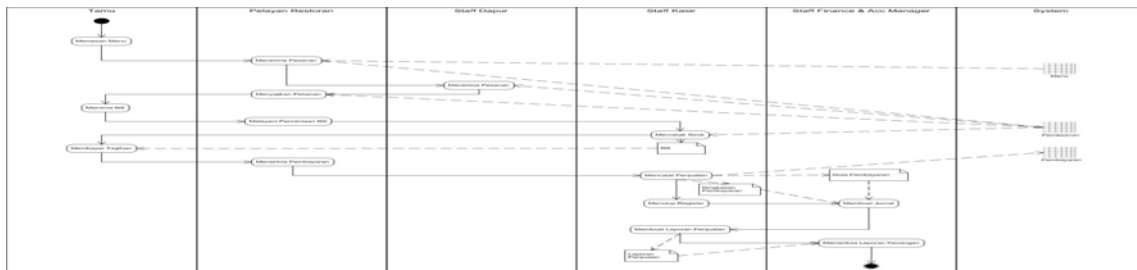 Tamu
Pelayan Restoran
Staff Dapur
Staff Kasir
Staff Finance & Acc Manager
System
Memesan Menu
Menerima Pesanan
Menu
Menerima Pesanan
Menyajikan Pesanan
Meminta Bill
Melayani Permintaan Bill
Pemesanan
Mencetak Struk
Membayar Tagihan
Bill
Pembayaran
Menerima Pembayaran
Mencatat Penjualan
Nota Pembayaran
Ringkasan
Pembayaran
Menutup Register
Membuat Jurnal
Membuat Laporan Penjualan
Memeriksa Laporan Keuangan
Laporan
Penjualan